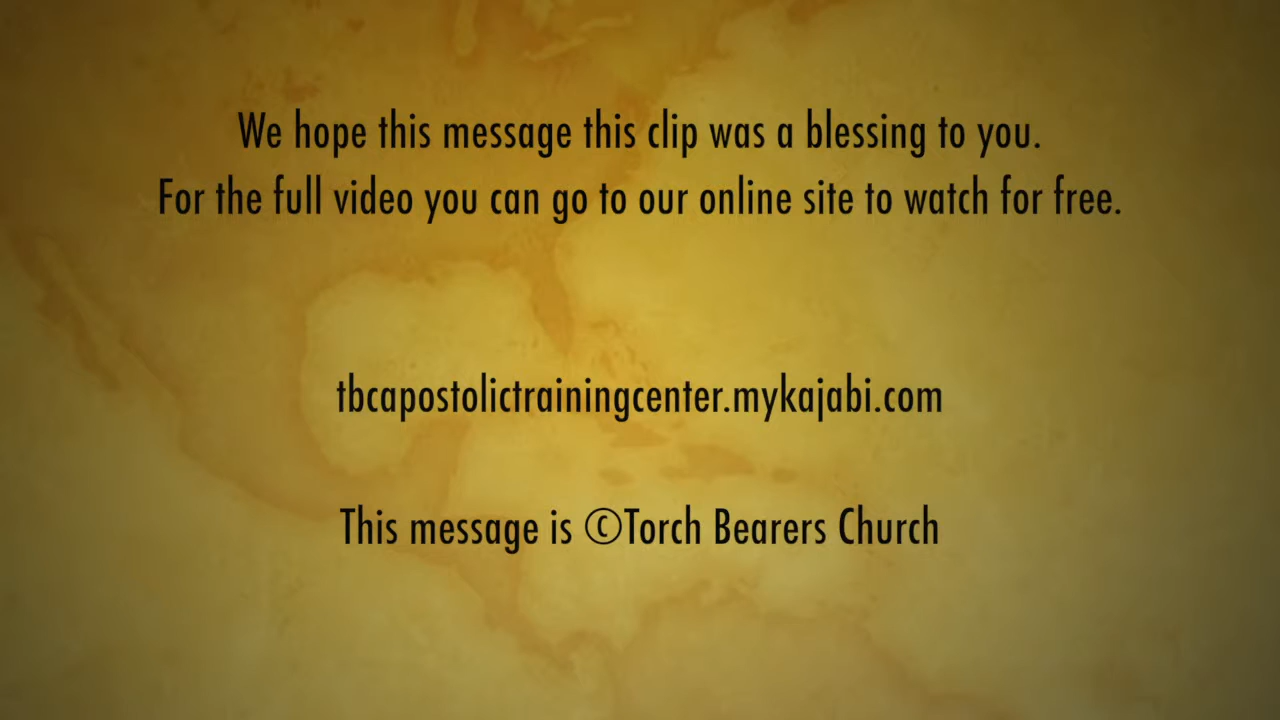 We hope this message this clip was a blessing to you.
For the full video you can go to our online site to watch for free.
tbcapostolictrainingcenter.mykajabi.com
This message is ©Torch Bearers Church